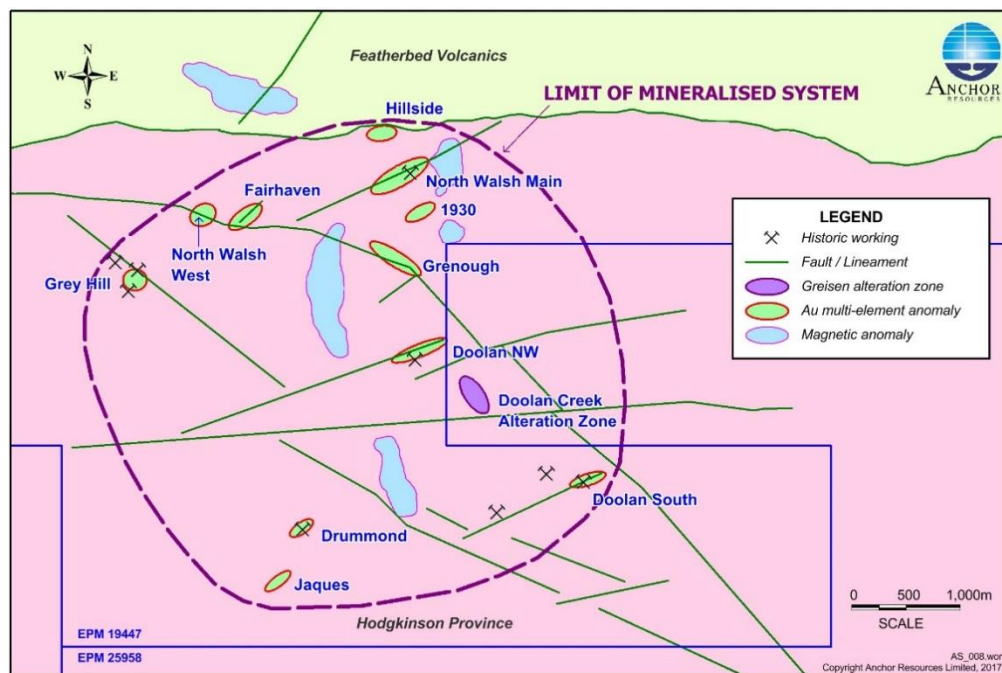 Featherbed Volcanics
N
W E
S
ANCHOR
RESOURCES
LIMIT OF MINERALISED SYSTEM
Hillside
North Walsh Main
Fairhaven
1930
North Walsh
West
Grenough
Grey Hill
LEGEND
Historic working
Fault / Lineament
Greisen alteration zone
Au multi-element anomaly
Magnetic anomaly
Doolan NW
Doolan Creek
Alteration Zone
Doolan South
Drummond
Jaques
0 500 1,000m
SCALE
Hodgkinson Province
EPM 19447
EPM 25958
AS_008.wor
Copyright Anchor Resources Limited, 2017